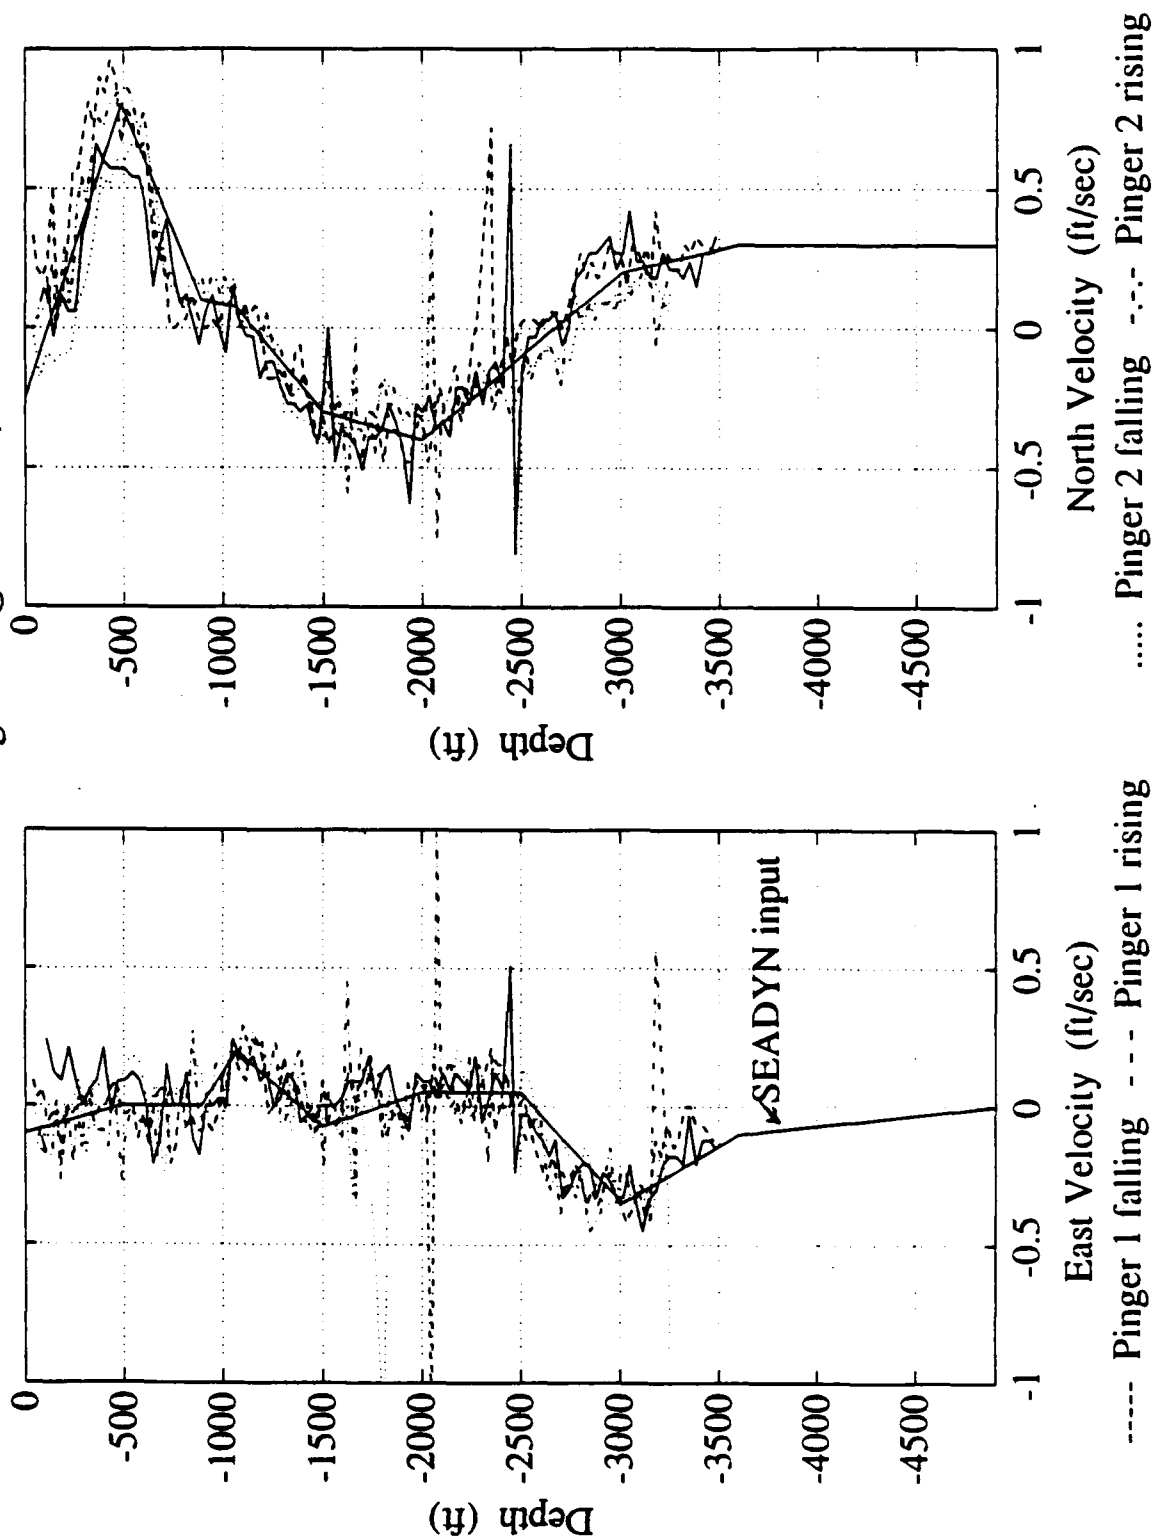 0
-500
-1000
-1500
-2000
-2500
-3000
-3500
-4000
-4500
Depth (ft)
-1 -0.5 0 0.5 1
East Velocity (ft/sec)
SEADYN input
0
-500
-1000
-1500
-2000
-2500
-3000
-3500
-4000
-4500
Depth (ft)
-1 -0.5 0 0.5 1
North Velocity (ft/sec)
----- Pinger 1 falling - - - Pinger 1 rising ..... Pinger 2 falling -.-.- Pinger 2 rising